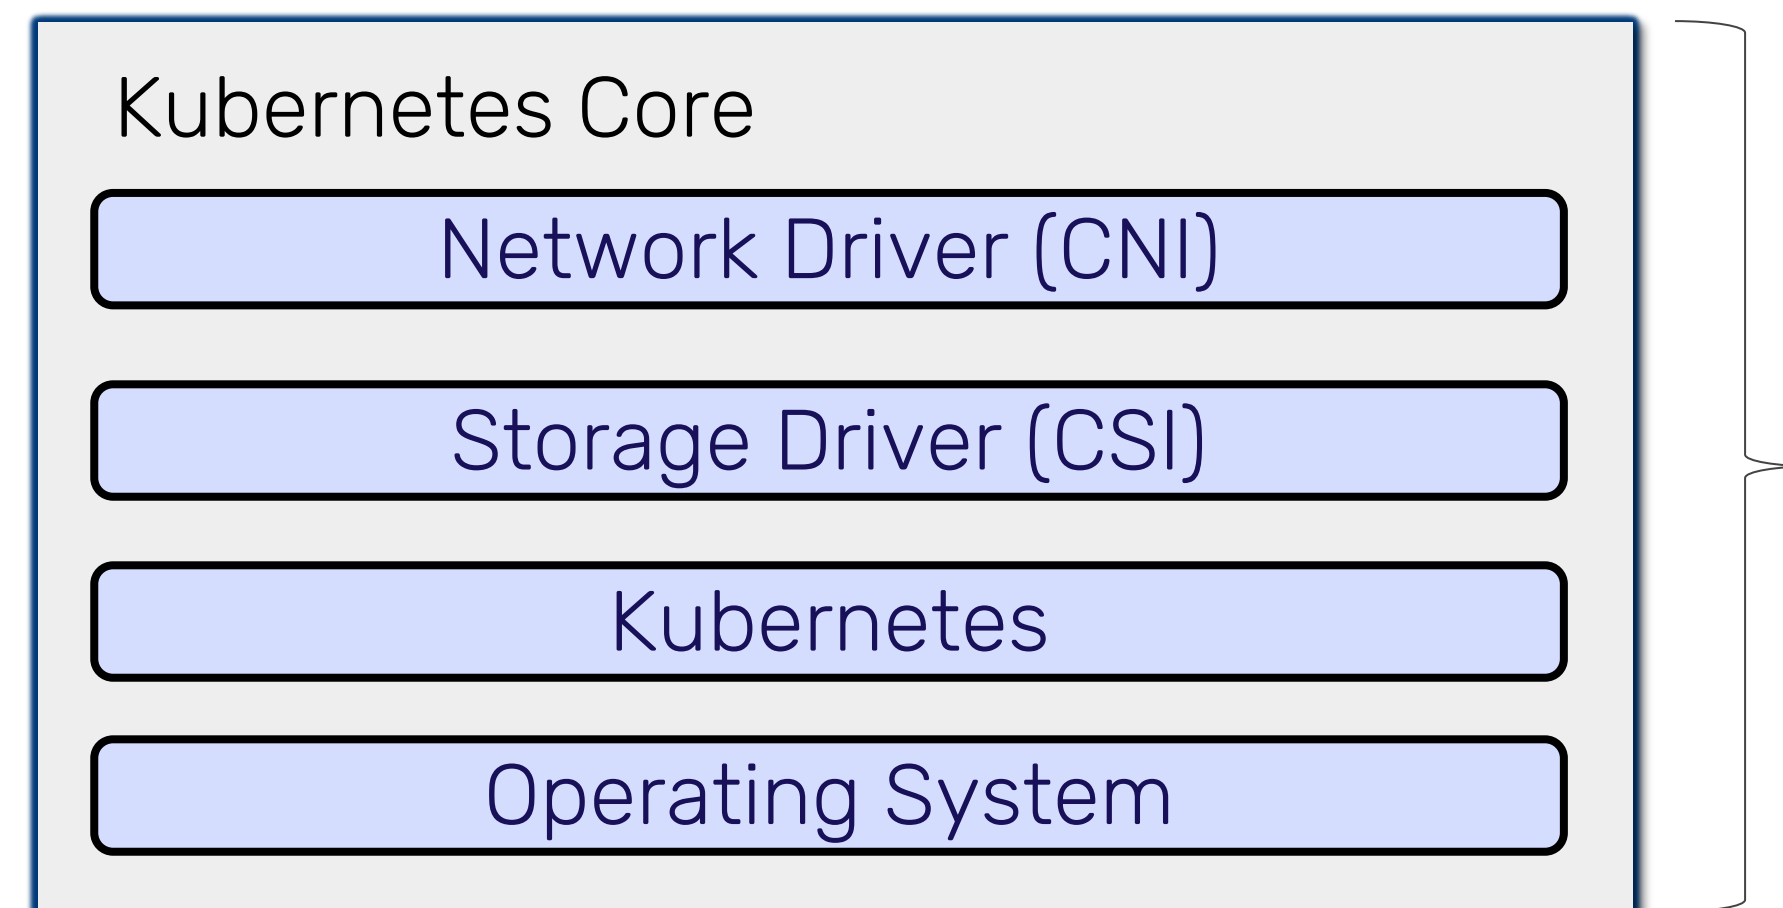 Kubernetes Core
Network Driver (CNI)
Storage Driver (CSI)
Kubernetes
Operating System